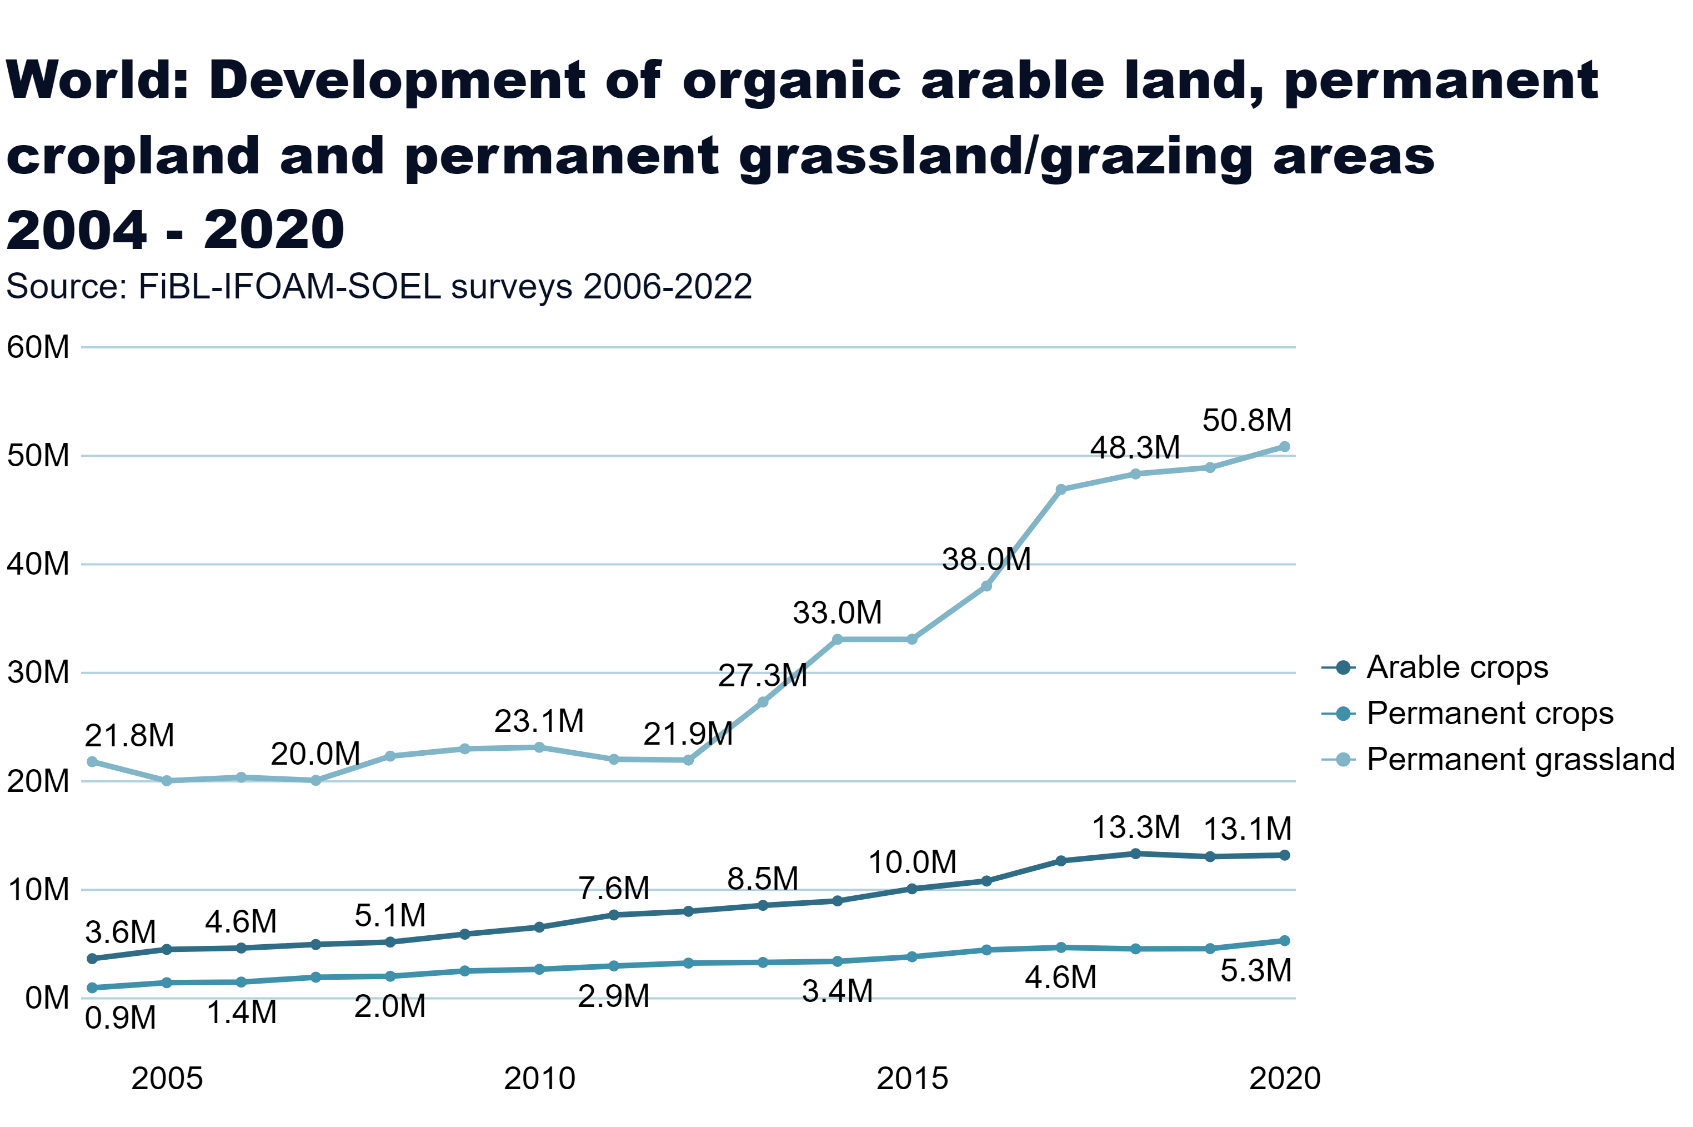 World: Development of organic arable land, permanent
cropland and permanent grassland/grazing areas
2004 - 2020
Source: FiBL-IFOAM-SOEL surveys 2006-2022
60M
50M
40M
30M
20M
10M
0M
21.8M
20.0M
23.1M
21.9M
27.3M
33.0M
38.0M
48.3M
50.8M
3.6M
4.6M
5.1M
7.6M
8.5M
10.0M
13.3M
13.1M
0.9M
1.4M
2.0M
2.9M
3.4M
4.6M
5.3M
2005
2010
2015
2020
Arable crops
Permanent crops
Permanent grassland